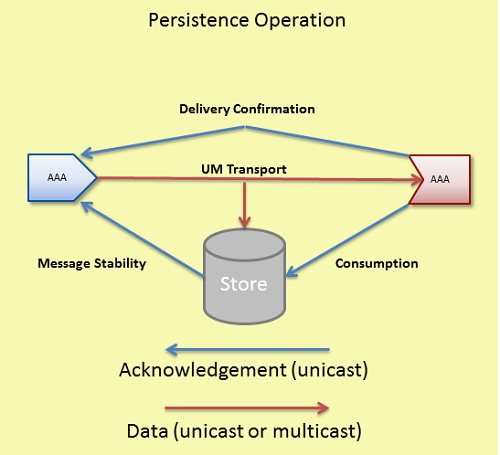 Persistence Operation
Delivery Confirmation
UM Transport
AAA
AAA
Message Stability
Store
Consumption
Acknowledgement (unicast)
Data (unicast or multicast)